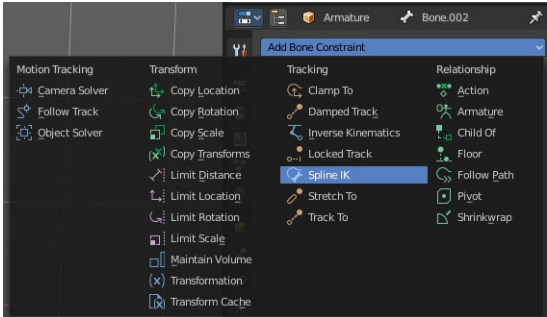 Armature Bone.002
Add Bone Constraint
Motion Tracking
Camera Solver
Follow Track
Object Solver
Transform
Copy Location
Copy Rotation
Copy Scale
Copy Transforms
Limit Distance
Limit Location
Limit Rotation
Limit Scale
Maintain Volume
Transformation
Transform Cache
Tracking
Clamp To
Damped Track
Inverse Kinematics
Locked Track
Spline IK
Stretch To
Track To
Relationship
Action
Armature
Child Of
Floor
Follow Path
Pivot
Shrinkwrap